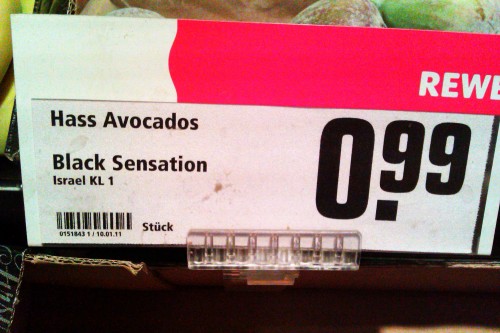 REWE
Hass Avocados
Black Sensation
Israel KL 1
0.99
0151843 1 / 10.01.11
Stück